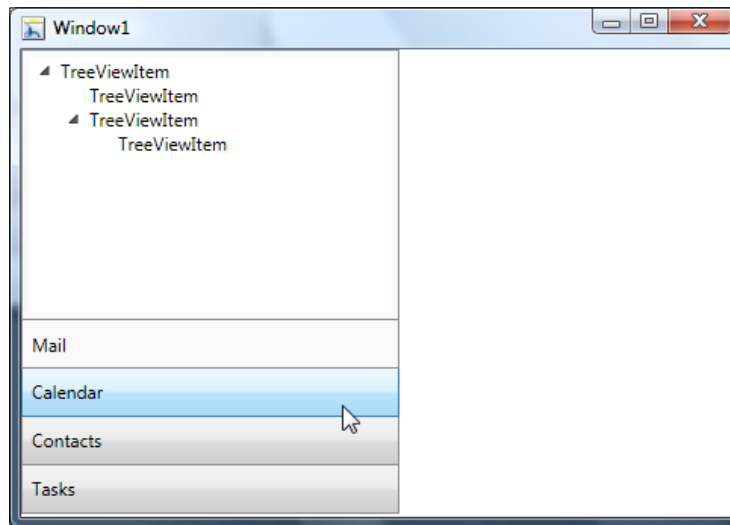 Window1
TreeViewItem
TreeViewItem
TreeViewItem
TreeViewItem
Mail
Calendar
Contacts
Tasks